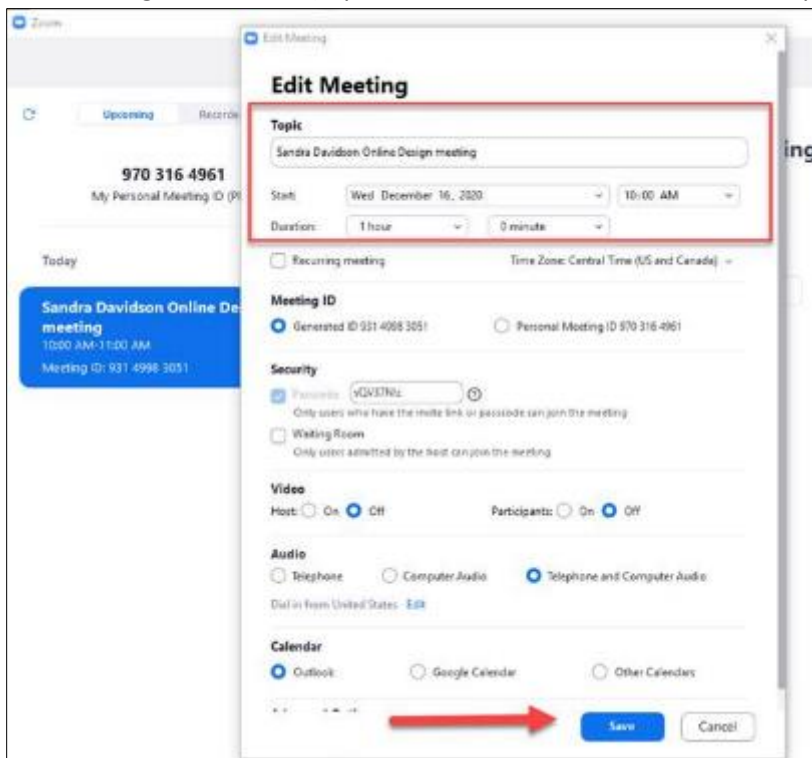 Zoom
Edit Meeting
Edit Meeting
Upcoming Recorde
Topic
Sandra Davidson Online Design meeting
ing
970 316 4961
My Personal Meeting ID (P
Start: Wed December 16, 2020 10:00 AM
Duration: 1 hour 0 minute
Today
Recurring meeting Time Zone: Central Time (US and Canada)
Sandra Davidson Online De
meeting
10:00 AM-11:00 AM
Meeting ID: 931 4998 3051
Meeting ID
Generated ID 931 4998 3051 Personal Meeting ID 970 316 4961
Security
Passcode
Only users who have the invite link or passcode can join the meeting
Waiting Room
Only users admitted by the host can join the meeting
Video
Host: On Off Participants: On Off
Audio
Telephone Computer Audio Telephone and Computer Audio
Dial in from United States Edit
Calendar
Outlook Google Calendar Other Calendars
Save Cancel